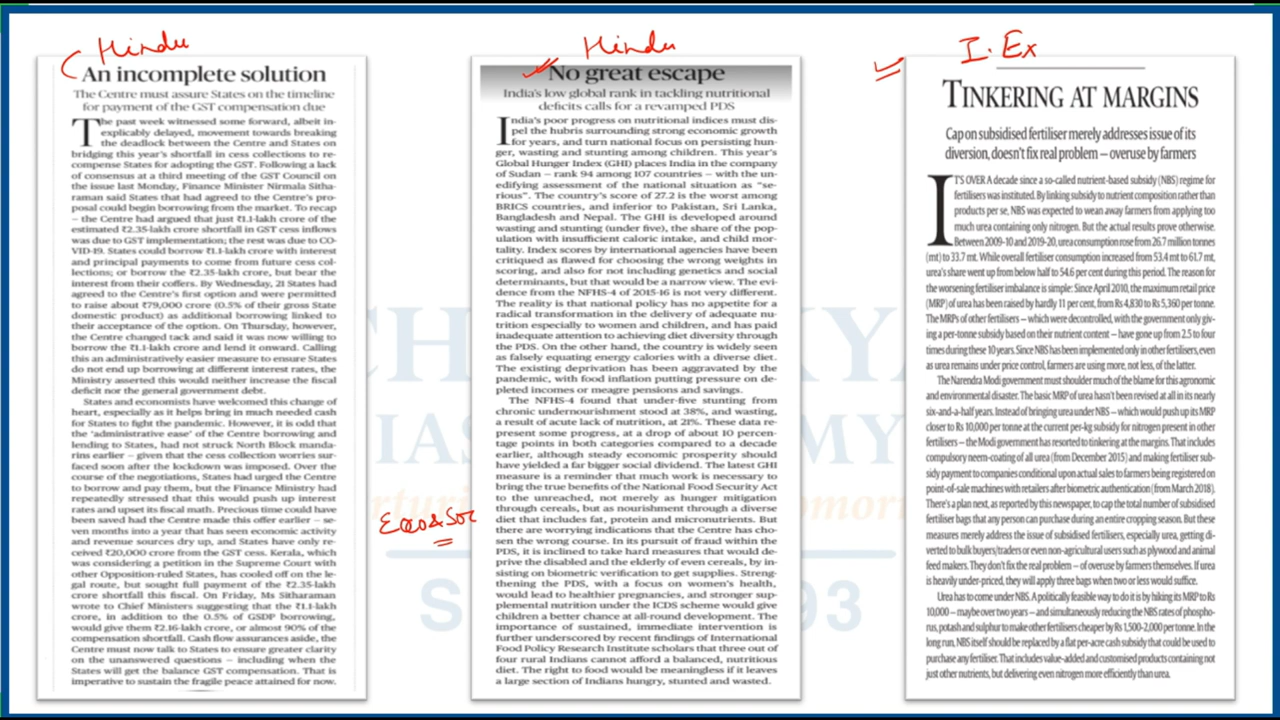 Hindu
An incomplete solution
The Centre must assure States on the timeline
for payment of the GST compensation due
The past week witnessed some forward, albeit in-
explicably delayed, movement towards breaking
the deadlock between the Centre and States on
bridging this year's shortfall in cess collections to re-
compense States for adopting the GST. Following a lack
of consensus at a third meeting of the GST Council on
the issue last Monday, Finance Minister Nirmala Sitha-
raman said States that had agreed to the Centre's pro-
posal could begin borrowing from the market. To recap
– the Centre had argued that just ₹1.1-lakh crore of the
estimated ₹2.35-lakh crore shortfall in GST cess inflows
was due to GST implementation; the rest was due to CO-
VID-19. States could borrow ₹1.1-lakh crore with interest
and principal payments to come from future cess col-
lections; or borrow the ₹2.35-lakh crore, but bear the
interest from their coffers. By Wednesday, 21 States had
agreed to the Centre's first option and were permitted
to raise about ₹79,000 crore (0.5% of their gross State
domestic product) as additional borrowing linked to
their acceptance of the option. On Thursday, however,
the Centre changed tack and said it was now willing to
borrow the ₹1.1-lakh crore and lend it onward. Calling
this an administratively easier measure to ensure States
do not end up borrowing at different interest rates, the
Ministry asserted this would neither increase the fiscal
deficit nor the general government debt.
States and economists have welcomed this change of
heart, especially as it helps bring in much needed cash
for States to fight the pandemic. However, it is odd that
the 'administrative ease' of the Centre borrowing and
lending to States, had not struck North Block manda-
rins earlier – given that the cess collection worries sur-
faced soon after the lockdown was imposed. Over the
course of the negotiations, States had urged the Centre
to borrow and pay them, but the Finance Ministry had
repeatedly stressed that this would push up interest
rates and upset its fiscal math. Precious time could have
been saved had the Centre made this offer earlier – se-
ven months into a year that has seen economic activity
and revenue sources dry up, and States have only re-
ceived ₹20,000 crore from the GST cess. Kerala, which
was considering a petition in the Supreme Court with
other Opposition-ruled States, has cooled off on the le-
gal route, but sought full payment of the ₹2.35-lakh
crore shortfall this fiscal. On Friday, Ms Sitharaman
wrote to Chief Ministers suggesting that the ₹1.1-lakh
crore, in addition to the 0.5% of GSDP borrowing,
would give them ₹2.16-lakh crore, or almost 90% of the
compensation shortfall. Cash flow assurances aside, the
Centre must now talk to States to ensure greater clarity
on the unanswered questions – including when the
States will get the balance GST compensation. That is
imperative to sustain the fragile peace attained for now.
Hindu
No great escape
India's low global rank in tackling nutritional
deficits calls for a revamped PDS
India's poor progress on nutritional indices must dis-
pel the hubris surrounding strong economic growth
for years, and turn national focus on persisting hun-
ger, wasting and stunting among children. This year's
Global Hunger Index (GHI) places India in the company
of Sudan – rank 94 among 107 countries – with the un-
edifying assessment of the national situation as “se-
rious”. The country's score of 27.2 is the worst among
BRICS countries, and inferior to Pakistan, Sri Lanka,
Bangladesh and Nepal. The GHI is developed around
wasting and stunting (under five), the share of the pop-
ulation with insufficient caloric intake, and child mor-
tality. Index scores by international agencies have been
critiqued as flawed for choosing the wrong weights in
scoring, and also for not including genetics and social
determinants, but that would be a narrow view. The evi-
dence from the NFHS-4 of 2015-16 is not very different.
The reality is that national policy has no appetite for a
radical transformation in the delivery of adequate nu-
trition especially to women and children, and has paid
inadequate attention to achieving diet diversity through
the PDS. On the other hand, the country is widely seen
as falsely equating energy calories with a diverse diet.
The existing deprivation has been aggravated by the
pandemic, with food inflation putting pressure on de-
pleted incomes or meagre pensions and savings.
The NFHS-4 found that under-five stunting from
chronic undernourishment stood at 38%, and wasting,
a result of acute lack of nutrition, at 21%. These data re-
present some progress, at a drop of about 10 percen-
tage points in both categories compared to a decade
earlier, although steady economic prosperity should
have yielded a far bigger social dividend. The latest GHI
measure is a reminder that much work is necessary to
bring the true benefits of the National Food Security Act
to the unreached, not merely as hunger mitigation
through cereals, but as nourishment through a diverse
diet that includes fat, protein and micronutrients. But
there are worrying indications that the Centre has cho-
sen the wrong course. In its pursuit of fraud within the
PDS, it is inclined to take hard measures that would de-
prive the disabled and the elderly of even cereals, by in-
sisting on biometric verification to get supplies. Streng-
thening the PDS, with a focus on women's health,
would lead to healthier pregnancies, and stronger sup-
plemental nutrition under the ICDS scheme would give
children a better chance at all-round development. The
importance of sustained, immediate intervention is
further underscored by recent findings of International
Food Policy Research Institute scholars that three out of
four rural Indians cannot afford a balanced, nutritious
diet. The right to food would be meaningless if it leaves
a large section of Indians hungry, stunted and wasted.
Eco & Soc
I. Ex
TINKERING AT MARGINS
Cap on subsidised fertiliser merely addresses issue of its
diversion, doesn't fix real problem – overuse by farmers
IT'S OVER A decade since a so-called nutrient-based subsidy (NBS) regime for
fertilisers was instituted. By linking subsidy to nutrient composition rather than
products per se, NBS was expected to wean away farmers from applying too
much urea containing only nitrogen. But the actual results prove otherwise.
Between 2009-10 and 2019-20, urea consumption rose from 26.7 million tonnes
(mt) to 33.7 mt. While overall fertiliser consumption increased from 53.4 mt to 61.7 mt,
urea's share went up from below half to 54.6 per cent during this period. The reason for
the worsening fertiliser imbalance is simple: Since April 2010, the maximum retail price
(MRP) of urea has been raised by hardly 11 per cent, from Rs 4,830 to Rs 5,360 per tonne.
The MRPs of other fertilisers – which were decontrolled, with the government only giv-
ing a per-tonne subsidy based on their nutrient content – have gone up from 2.5 to four
times during these 10 years. Since NBS has been implemented only in other fertilisers, even
as urea remains under price control, farmers are using more, not less, of the latter.
The Narendra Modi government must shoulder much of the blame for this agronomic
and environmental disaster. The basic MRP of urea hasn't been revised at all in its nearly
six-and-a-half years. Instead of bringing urea under NBS – which would push up its MRP
closer to Rs 10,000 per tonne at the current per-kg subsidy for nitrogen present in other
fertilisers – the Modi government has resorted to tinkering at the margins. That includes
compulsory neem-coating of all urea (from December 2015) and making fertiliser sub-
sidy payment to companies conditional upon actual sales to farmers being registered on
point-of-sale machines with retailers after biometric authentication (from March 2018).
There's a plan next, as reported by this newspaper, to cap the total number of subsidised
fertiliser bags that any person can purchase during an entire cropping season. But these
measures merely address the issue of subsidised fertilisers, especially urea, getting di-
verted to bulk buyers/traders or even non-agricultural users such as plywood and animal
feed makers. They don't fix the real problem – of overuse by farmers themselves. If urea
is heavily under-priced, they will apply three bags when two or less would suffice.
Urea has to come under NBS. A politically feasible way to do it is by hiking its MRP to Rs
10,000 – maybe over two years – and simultaneously reducing the NBS rates of phospho-
rus, potash and sulphur to make other fertilisers cheaper by Rs 1,500-2,000 per tonne. In the
long run, NBS itself should be replaced by a flat per-acre cash subsidy that could be used to
purchase any fertiliser. That includes value-added and customised products containing not
just other nutrients, but delivering even nitrogen more efficiently than urea.